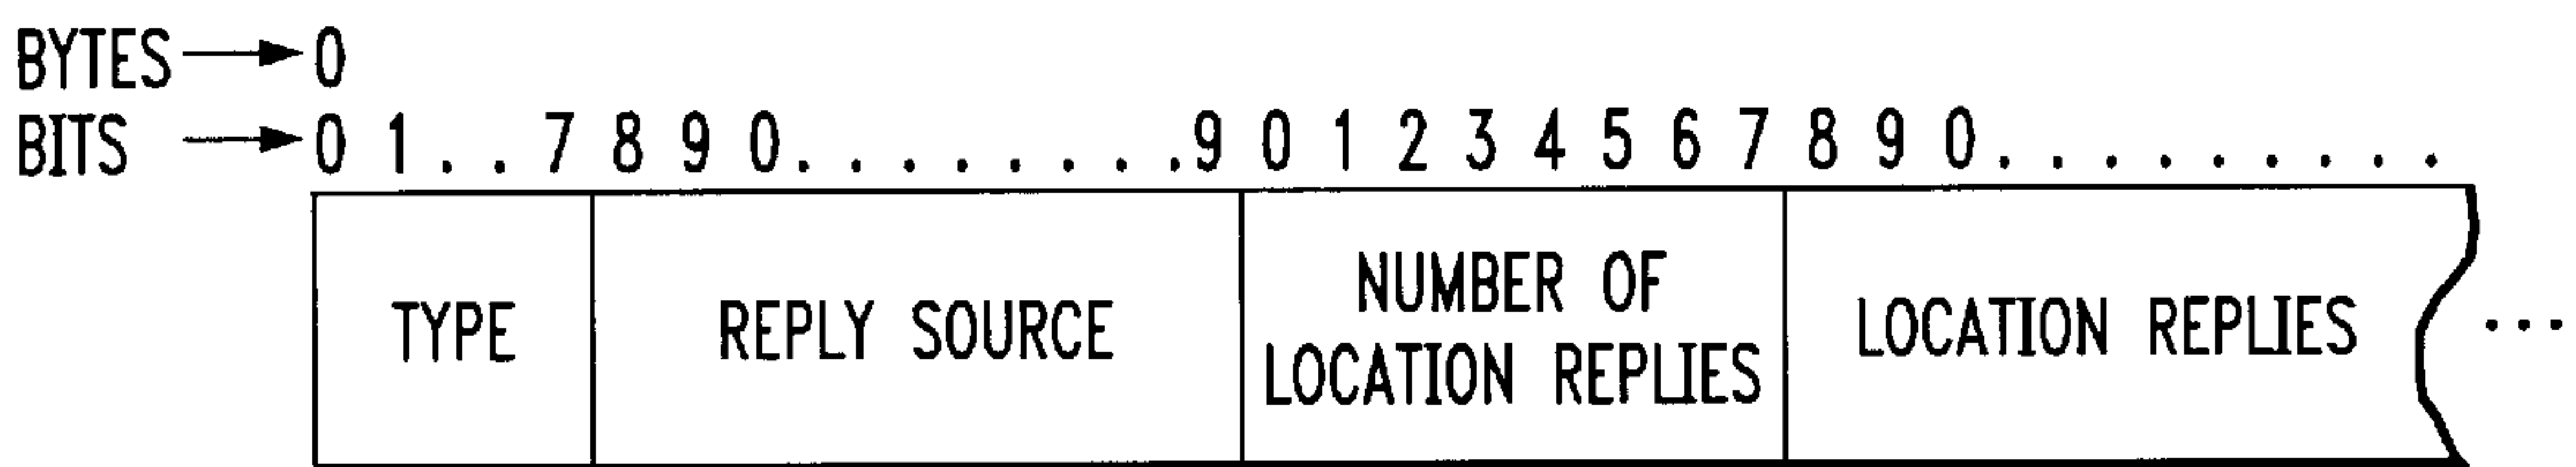 BYTES → 0
BITS → 0 1 . . 7 8 9 0 . . . . . . . . 9 0 1 2 3 4 5 6 7 8 9 0 . . . . . . . . .
TYPE
REPLY SOURCE
NUMBER OF
LOCATION REPLIES
LOCATION REPLIES
...